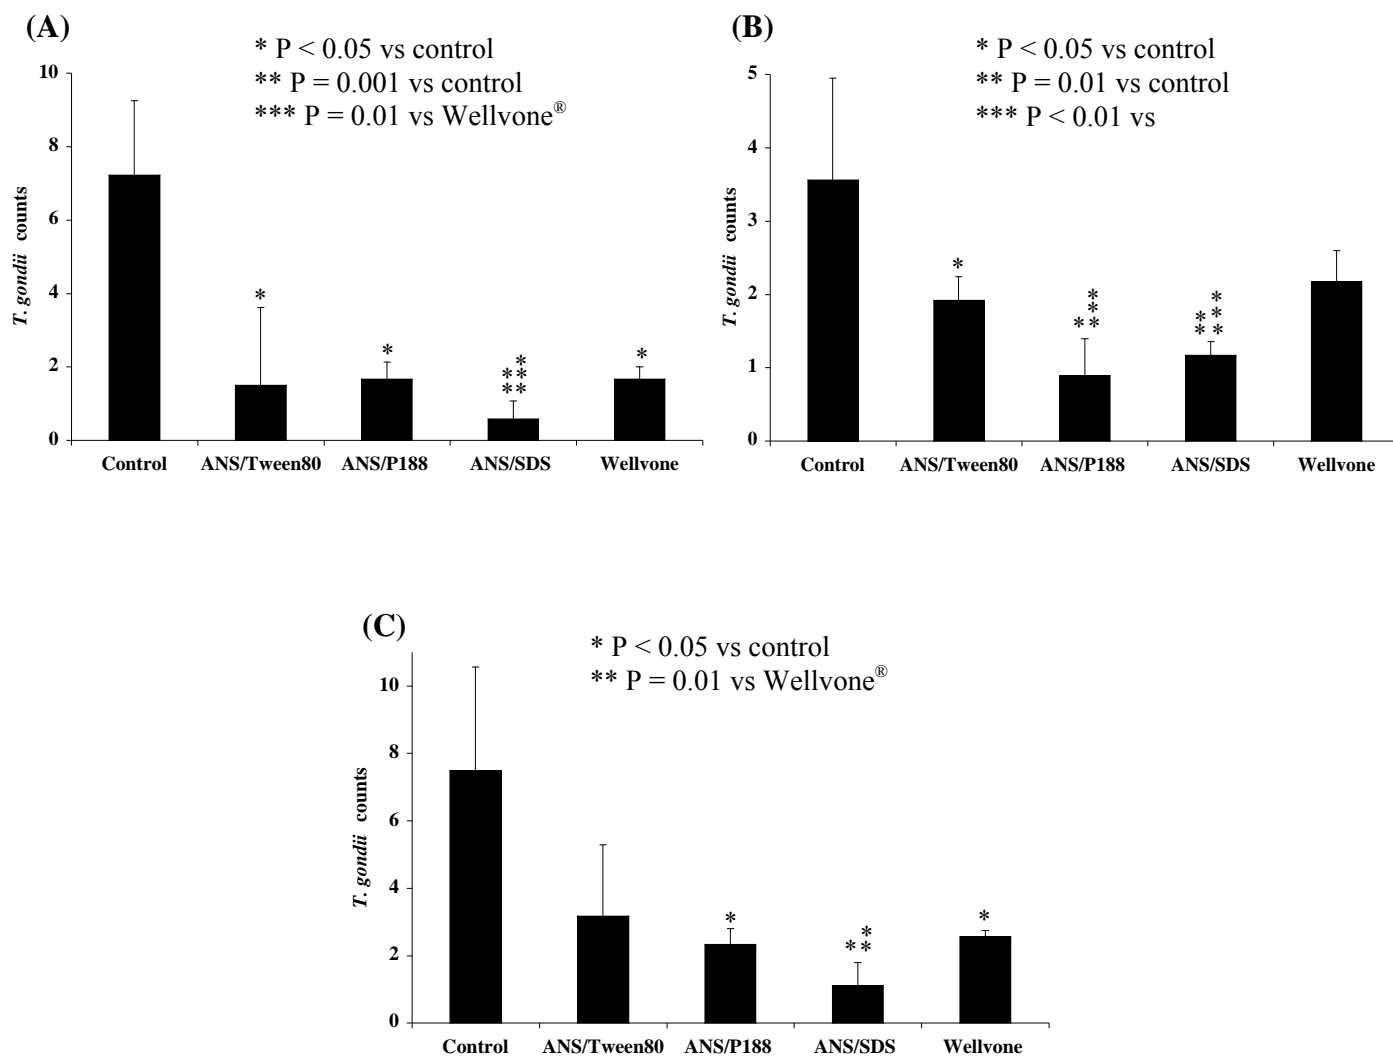 (A)
* P < 0.05 vs control
** P = 0.001 vs control
*** P = 0.01 vs Wellvone®
10
8
6
4
2
0
T. gondii counts
*
*
*
**
**
*
Control ANS/Tween80 ANS/P188 ANS/SDS Wellvone
(B)
* P < 0.05 vs control
** P = 0.01 vs control
*** P < 0.01 vs
5
4
3
2
1
0
T. gondii counts
*
*
*
**
*
**
**
*
Control ANS/Tween80 ANS/P188 ANS/SDS Wellvone
(C)
* P < 0.05 vs control
** P = 0.01 vs Wellvone®
10
8
6
4
2
0
T. gondii counts
*
*
**
*
Control ANS/Tween80 ANS/P188 ANS/SDS Wellvone